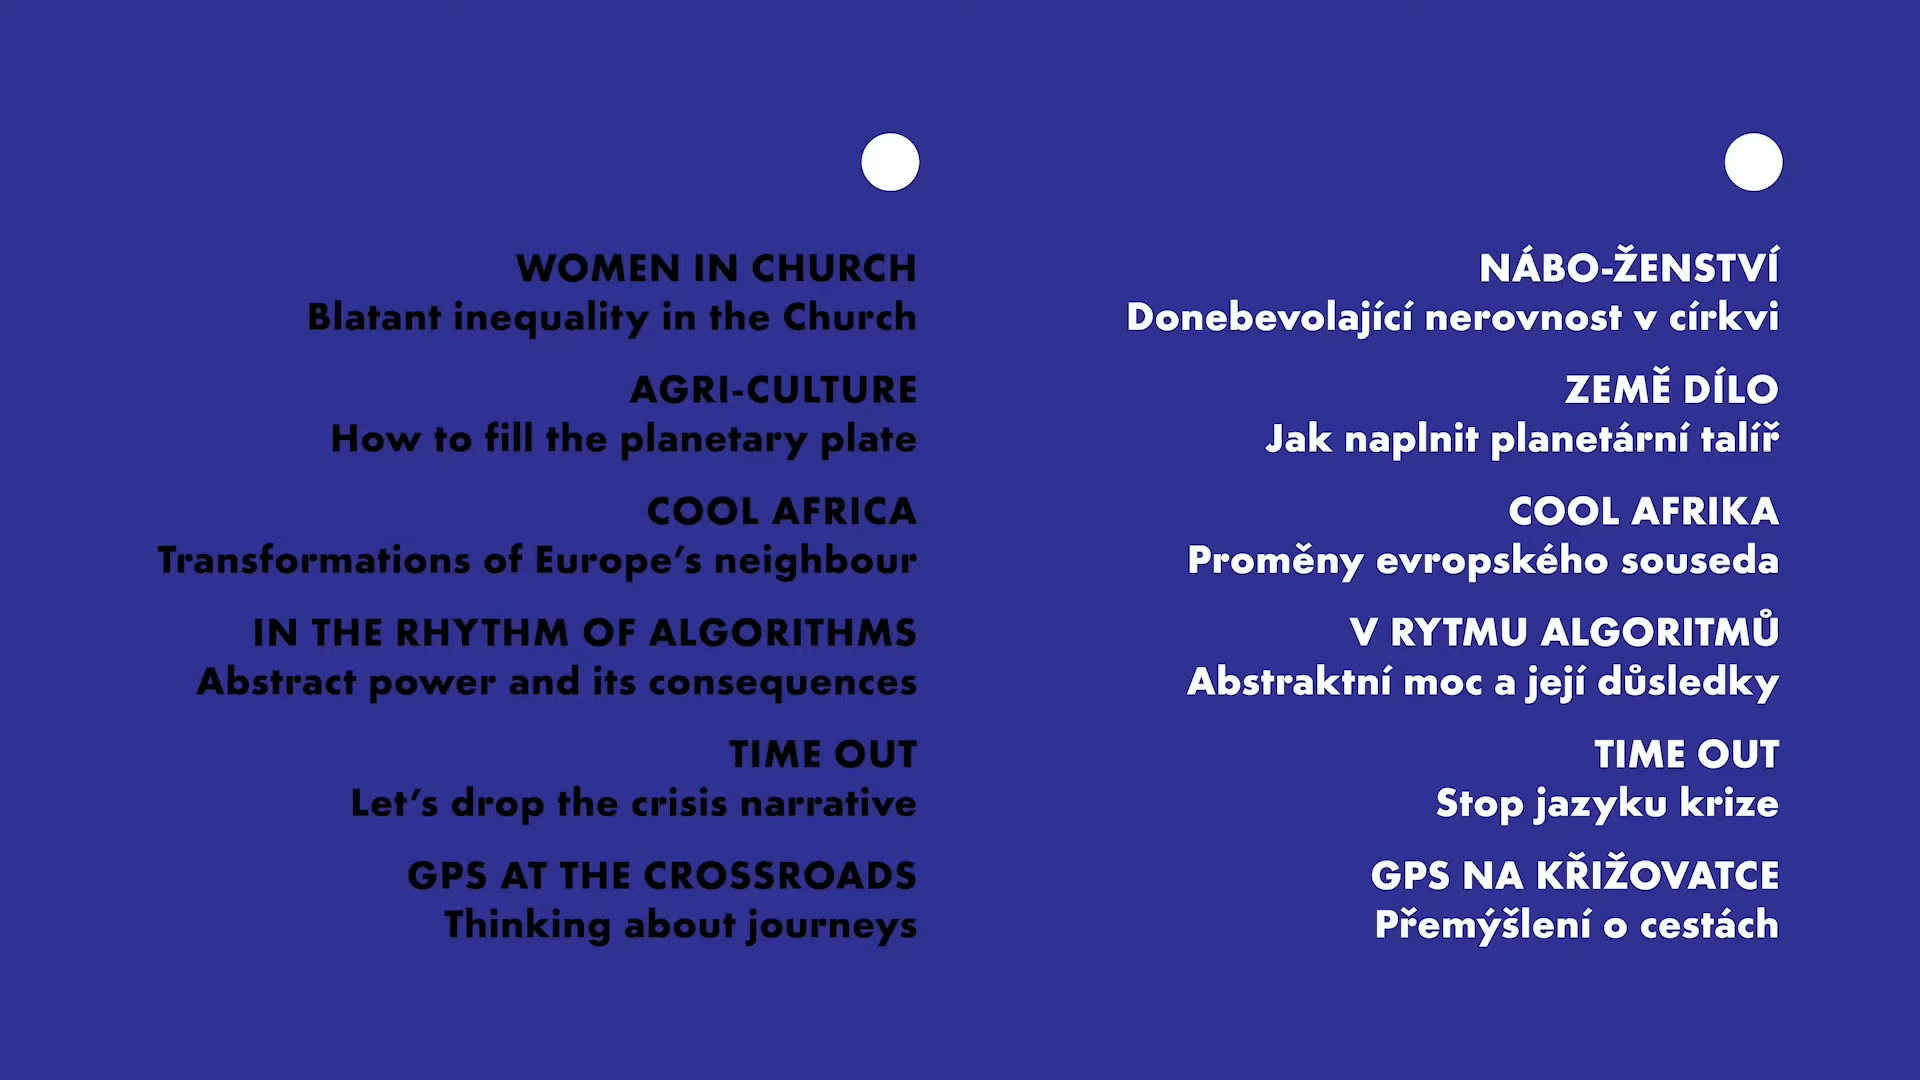 WOMEN IN CHURCH
Blatant inequality in the Church
AGRI-CULTURE
How to fill the planetary plate
COOL AFRICA
Transformations of Europe’s neighbour
IN THE RHYTHM OF ALGORITHMS
Abstract power and its consequences
TIME OUT
Let’s drop the crisis narrative
GPS AT THE CROSSROADS
Thinking about journeys
NÁBO-ŽENSTVÍ
Donebevolající nerovnost v církvi
ZEMĚ DÍLO
Jak naplnit planetární talíř
COOL AFRIKA
Proměny evropského souseda
V RYTMU ALGORITMŮ
Abstraktní moc a její důsledky
TIME OUT
Stop jazyku krize
GPS NA KŘIŽOVATCE
Přemýšlení o cestách